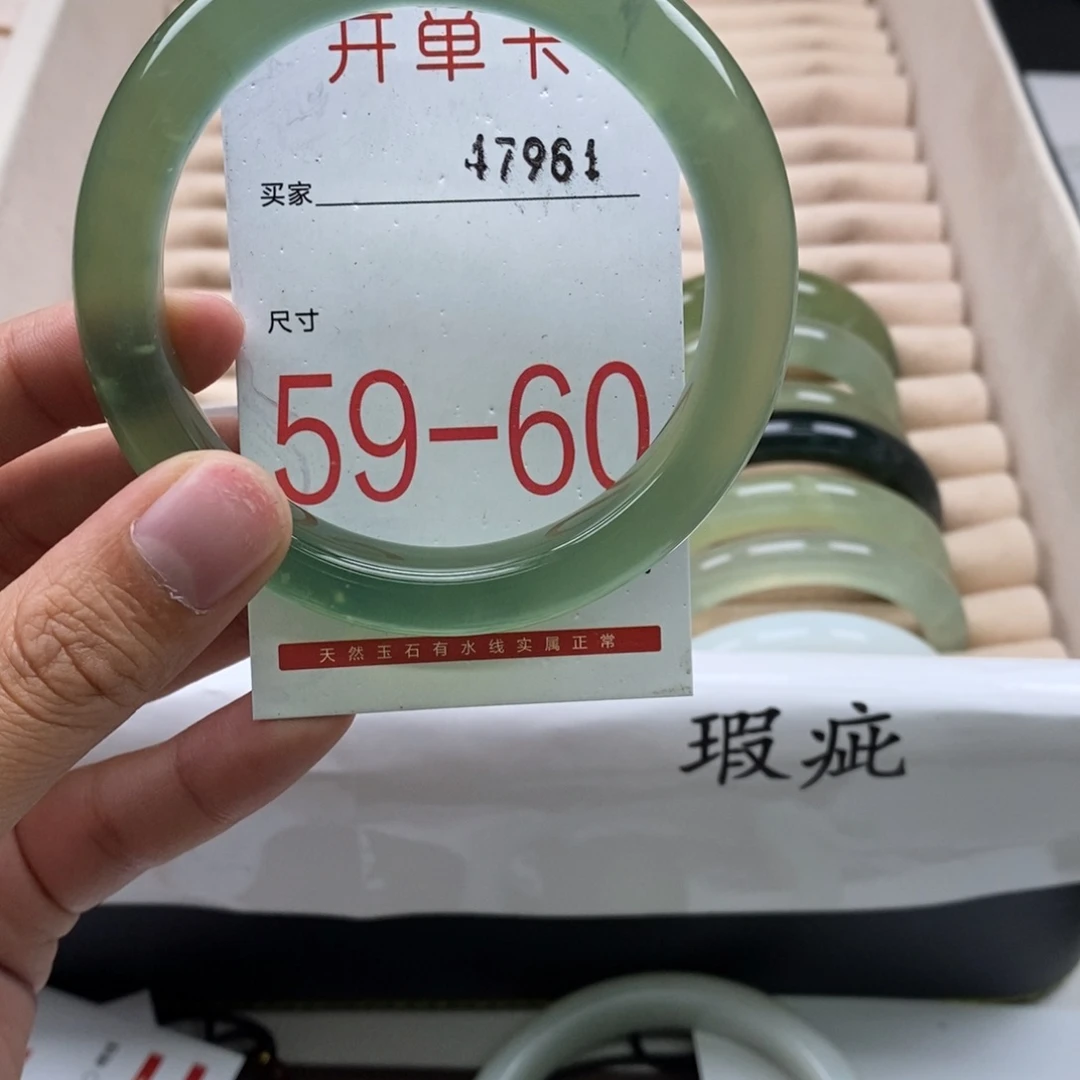 开单卡
47961
买家
尺寸
59-60
天然玉石有水线实属正常
瑕疵